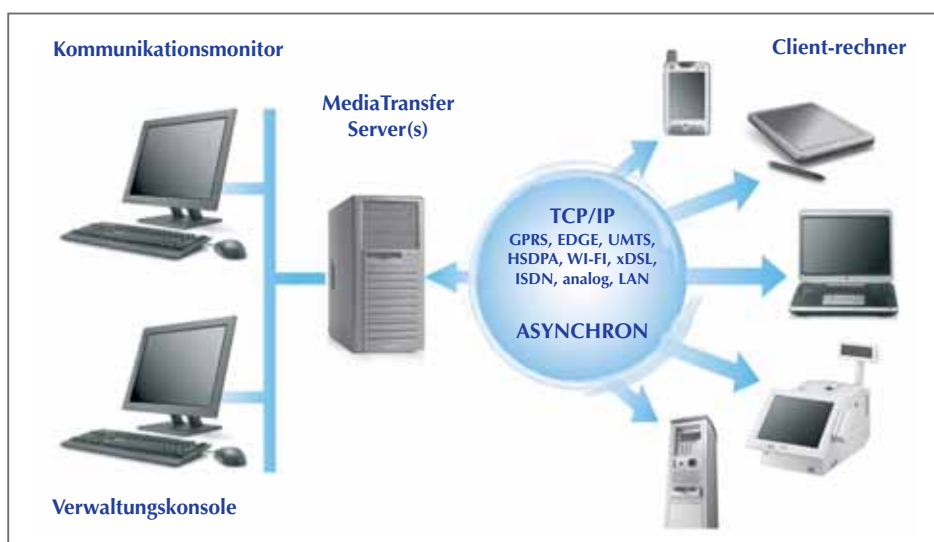 Kommunikationsmonitor
Client-rechner
MediaTransfer
Server(s)
TCP/IP
GPRS, EDGE, UMTS,
HSDPA, WI-FI, xDSL,
ISDN, analog, LAN
ASYNCHRON
Verwaltungskonsole